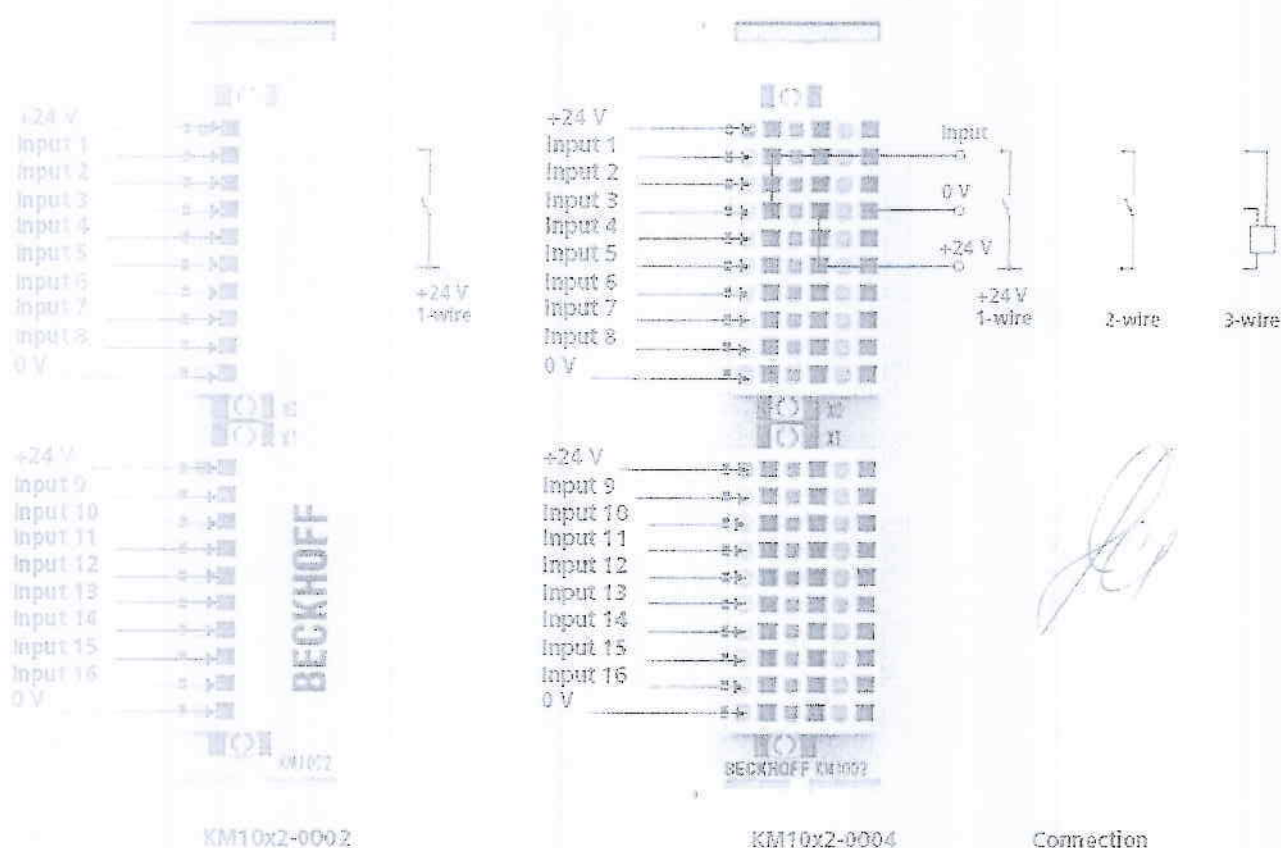 +24 V
Input 1
Input 2
Input 3
Input 4
Input 5
Input 6
Input 7
Input 8
0 V
X2
X1
+24 V
Input 9
Input 10
Input 11
Input 12
Input 13
Input 14
Input 15
Input 16
0 V
BECKHOFF
KM1002
+24 V
1-wire
KM10x2-0002
+24 V
Input 1
Input 2
Input 3
Input 4
Input 5
Input 6
Input 7
Input 8
0 V
X2
X1
+24 V
Input 9
Input 10
Input 11
Input 12
Input 13
Input 14
Input 15
Input 16
0 V
BECKHOFF KM1002
KM10x2-0004
Input
0 V
+24 V
+24 V
1-wire
2-wire
3-wire
Connection